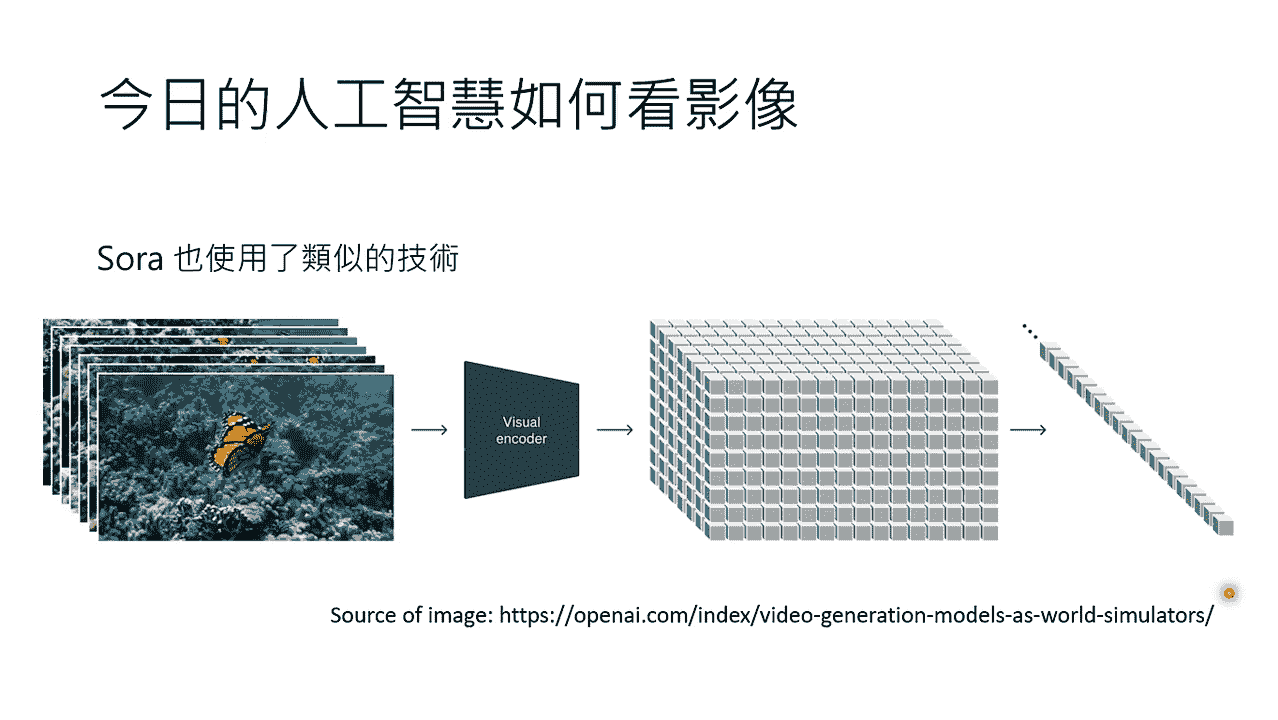 今日的人工智慧如何看影像
Sora 也使用了類似的技術
Visual
encoder
Source of image: https://openai.com/index/video-generation-models-as-world-simulators/